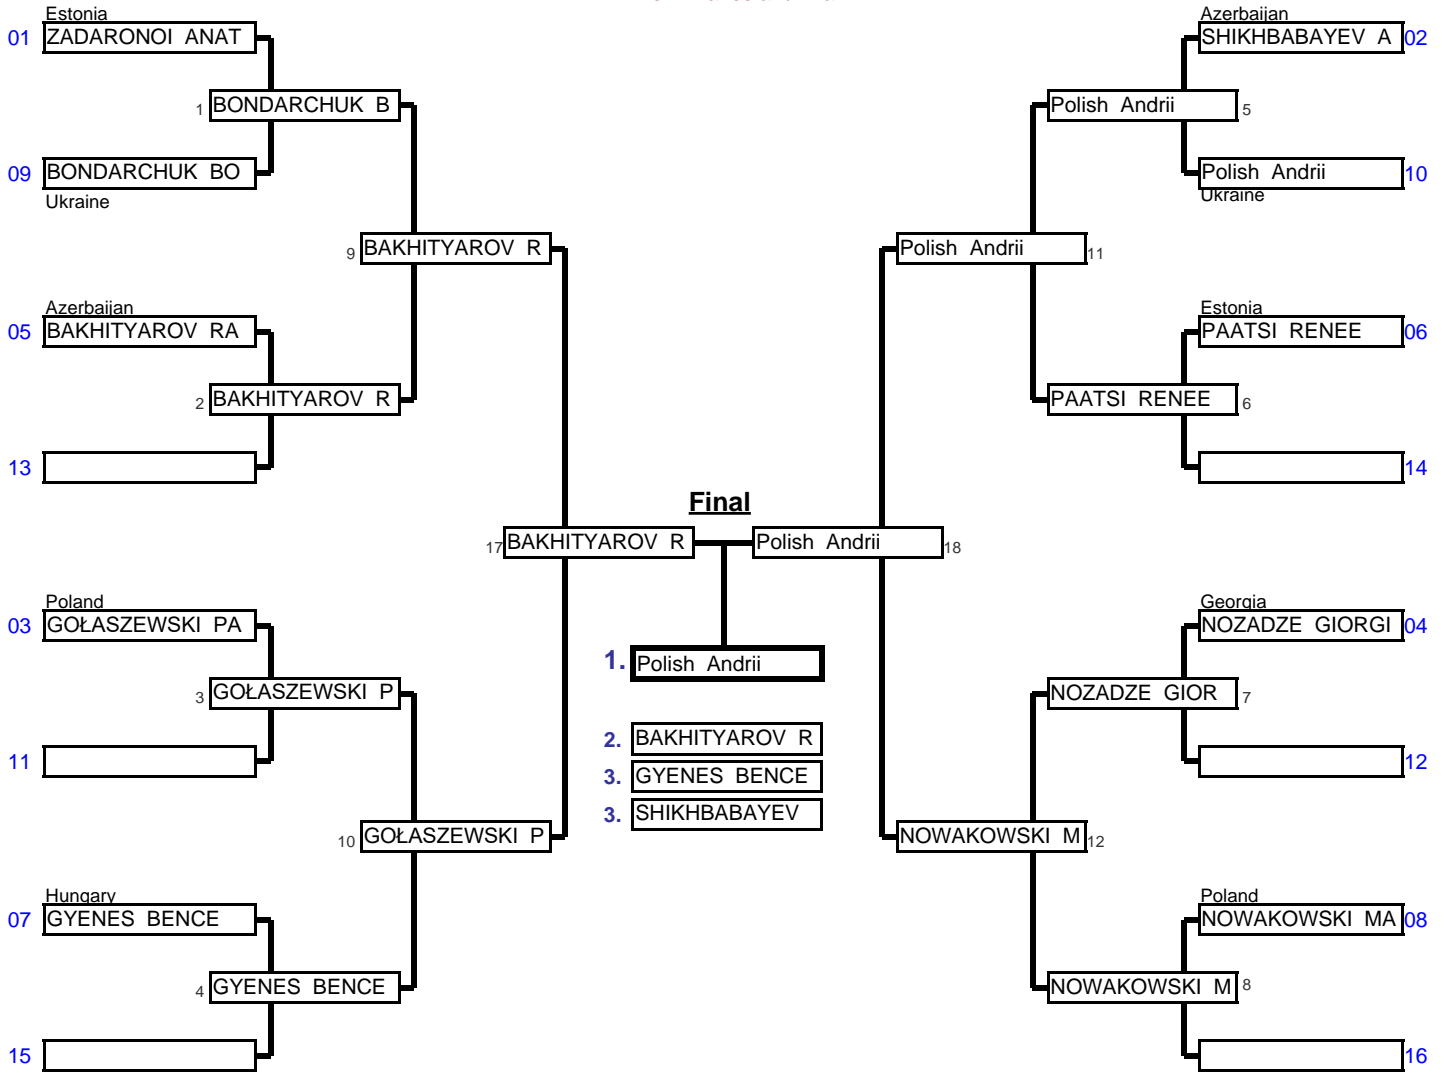 Estonia
01 ZADARONOI ANAT
1 BONDARCHUK B
09 BONDARCHUK BO
Ukraine
9 BAKHITYAROV R
Azerbaijan
05 BAKHITYAROV RA
2 BAKHITYAROV R
13
17 BAKHITYAROV R
Poland
03 GOŁASZEWSKI PA
3 GOŁASZEWSKI P
11
10 GOŁASZEWSKI P
Hungary
07 GYENES BENCE
4 GYENES BENCE
15
Final
1. Polish Andrii
2. BAKHITYAROV R
3. GYENES BENCE
3. SHIKHBABAYEV
Azerbaijan
SHIKHBABAYEV A 02
Polish Andrii 5
Polish Andrii 10
Ukraine
Polish Andrii 11
Estonia
PAATSI RENEE 06
PAATSI RENEE 6
14
Polish Andrii 18
Georgia
NOZADZE GIORGI 04
NOZADZE GIOR 7
12
NOWAKOWSKI M 12
Poland
NOWAKOWSKI MA 08
NOWAKOWSKI M 8
16